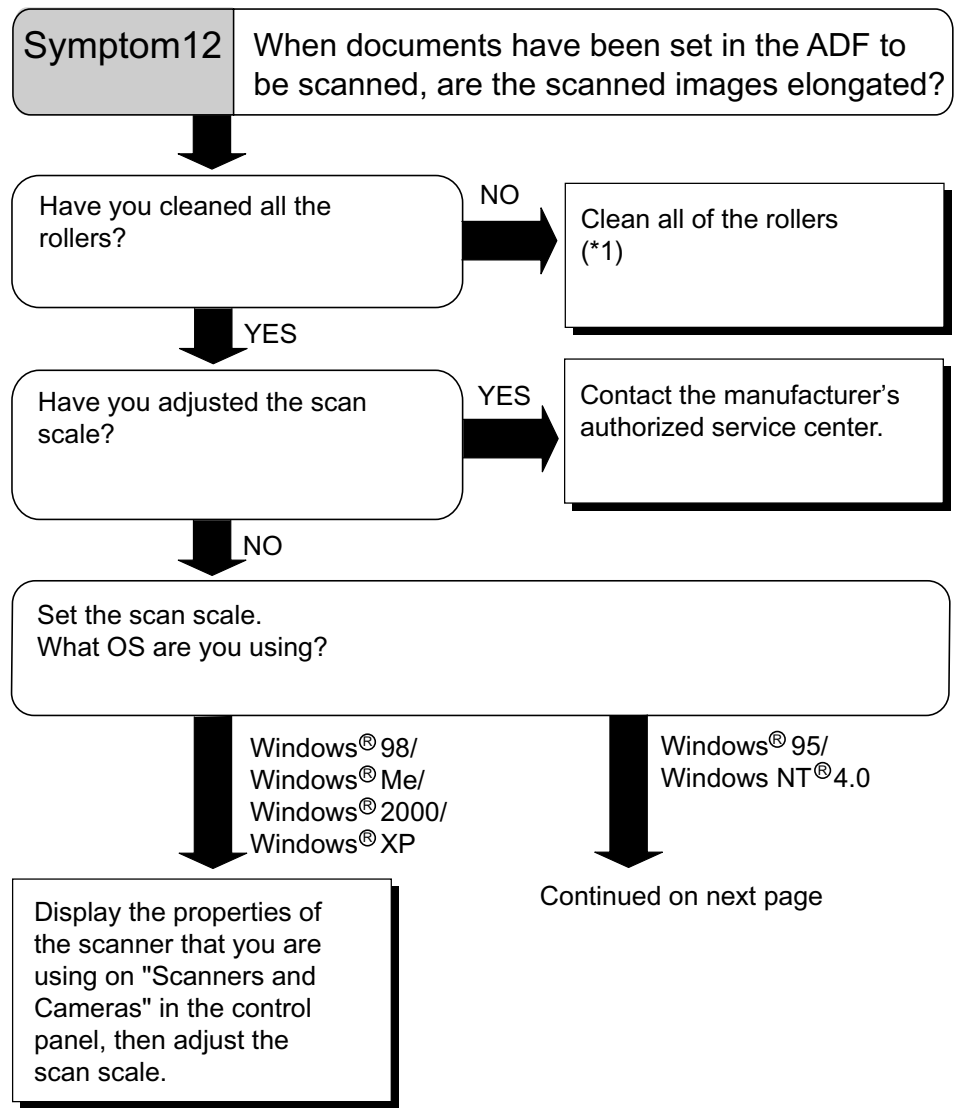 Symptom12
When documents have been set in the ADF to
be scanned, are the scanned images elongated?
Have you cleaned all the
rollers?
NO
Clean all of the rollers
(*1)
YES
Have you adjusted the scan
scale?
YES
Contact the manufacturer’s
authorized service center.
NO
Set the scan scale.
What OS are you using?
Windows® 98/
Windows® Me/
Windows® 2000/
Windows® XP
Windows® 95/
Windows NT® 4.0
Display the properties of
the scanner that you are
using on "Scanners and
Cameras" in the control
panel, then adjust the
scan scale.
Continued on next page